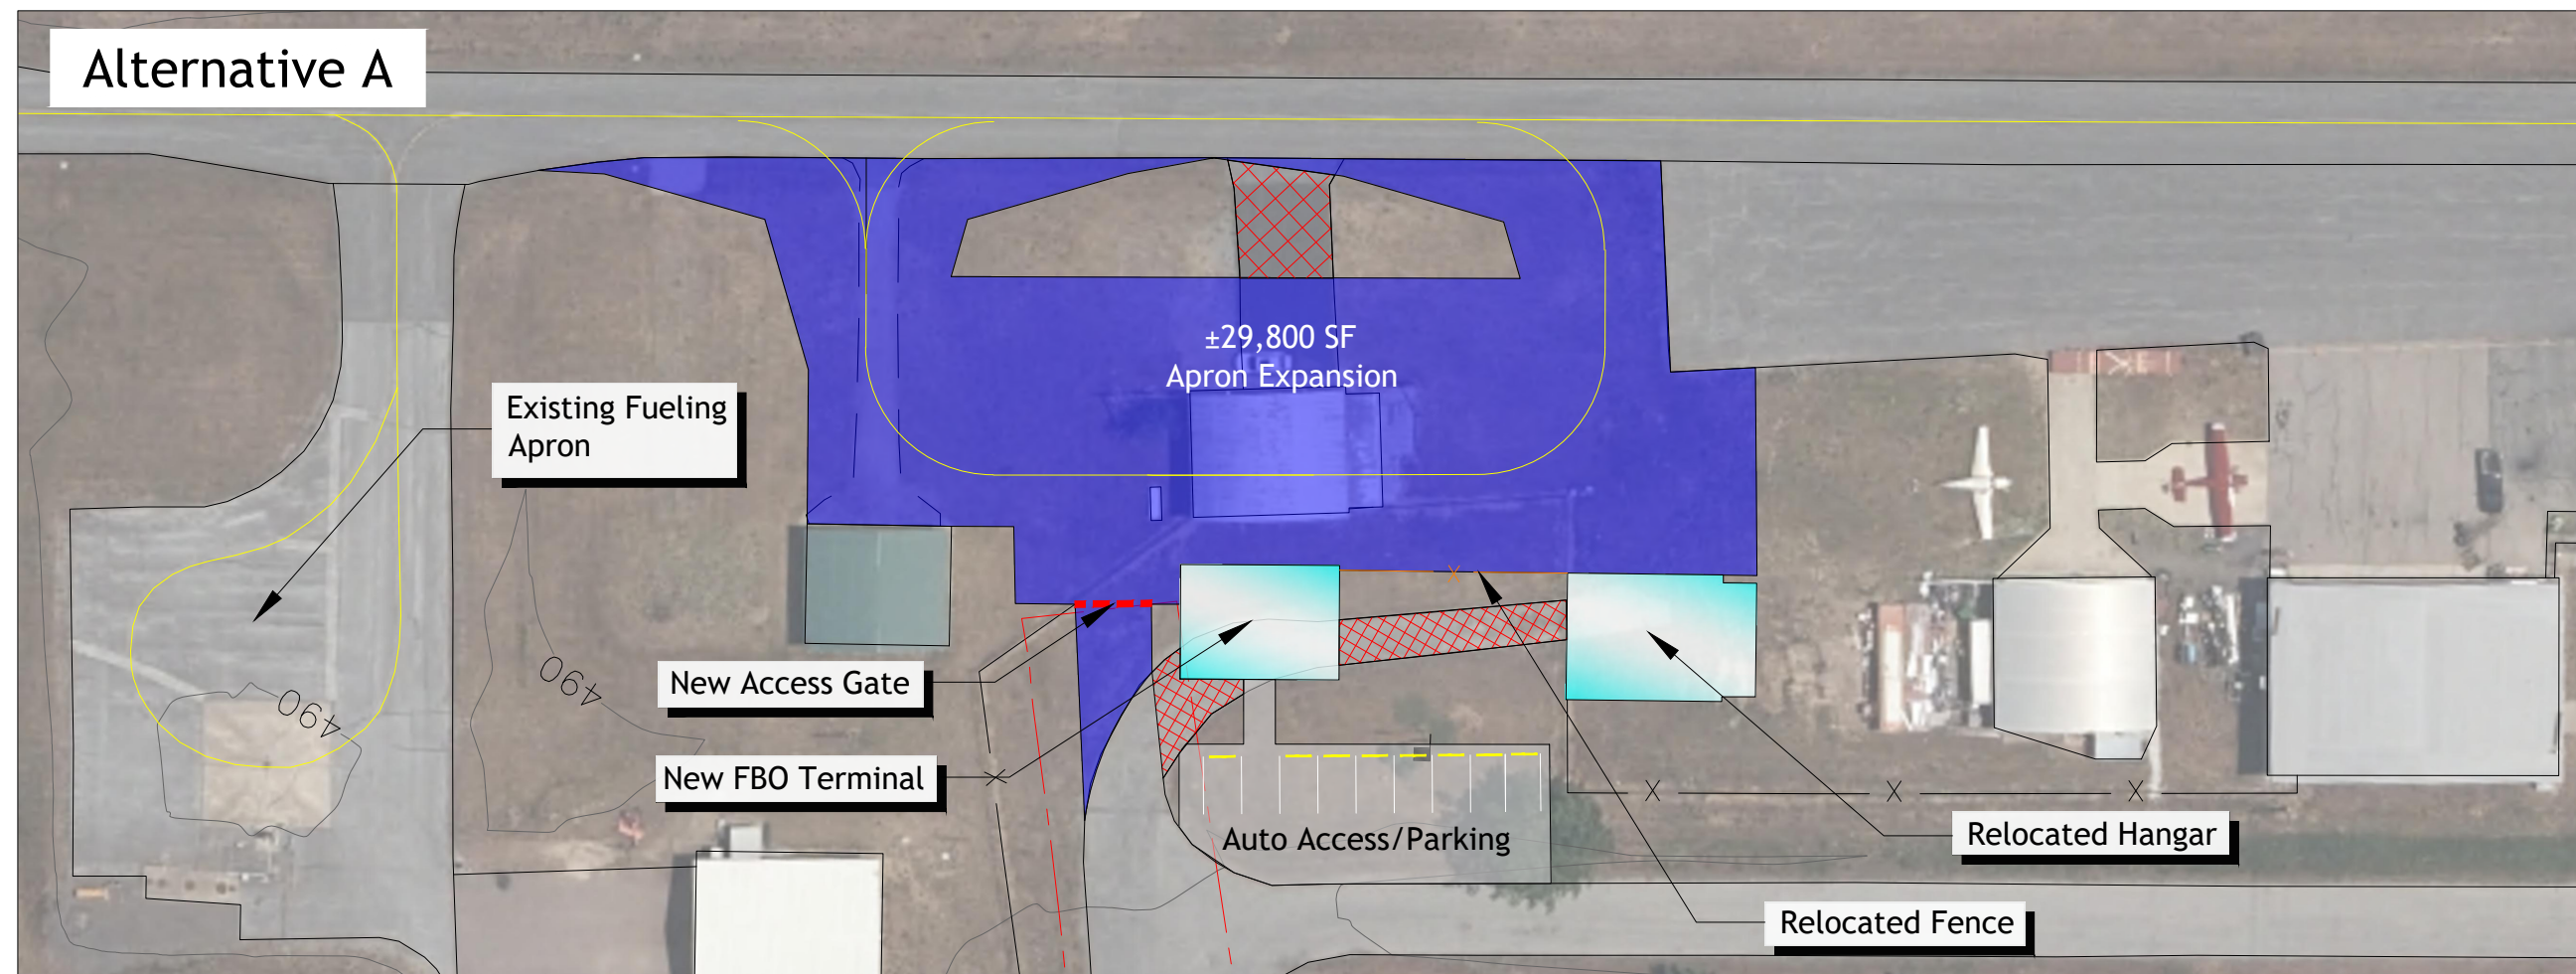 Alternative A
±29,800 SF
Apron Expansion
Existing Fueling
Apron
490
490
New Access Gate
New FBO Terminal
Auto Access/Parking
X
X
X
X
X
Relocated Hangar
Relocated Fence